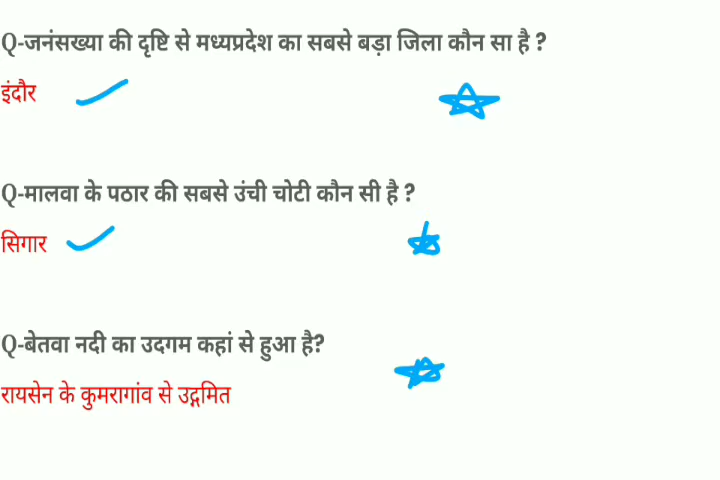 Q-जनंसख्या की दृष्टि से मध्यप्रदेश का सबसे बड़ा जिला कौन सा है ?
इंदौर
Q-मालवा के पठार की सबसे उंची चोटी कौन सी है ?
सिगार
Q-बेतवा नदी का उदगम कहां से हुआ है?
रायसेन के कुमरागांव से उद्गमित